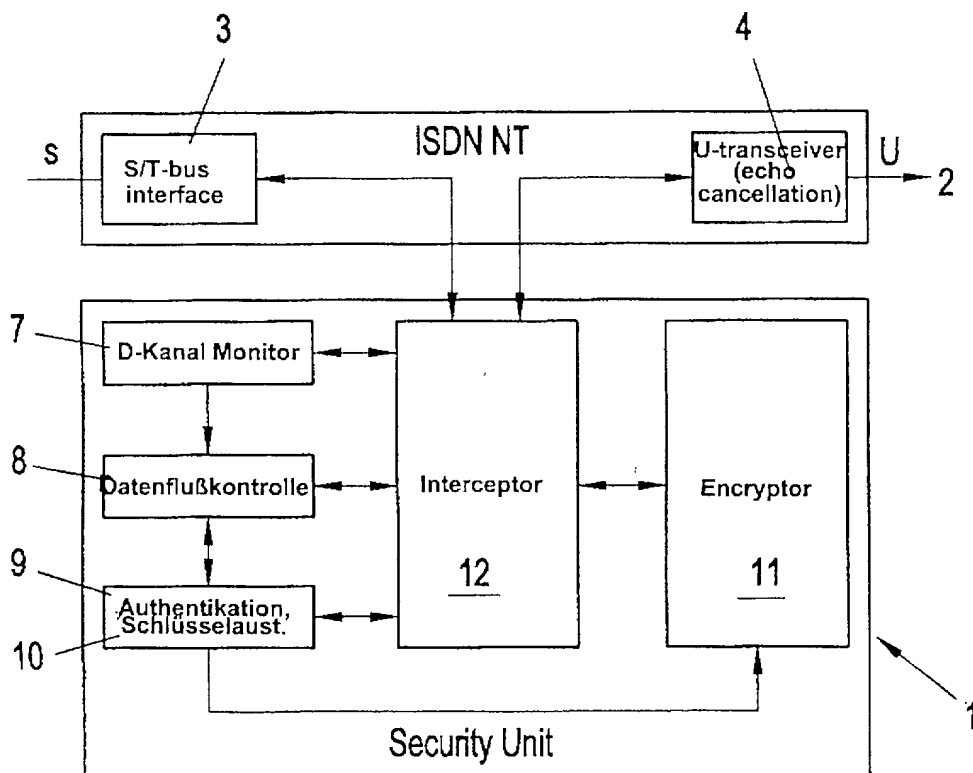 3
4
ISDN NT
s
S/T-bus
interface
U-transceiver
(echo
cancellation)
U
2
7
D-Kanal Monitor
8
Datenflußkontrolle
Interceptor
12
Encryptor
11
9
Authentikation,
Schlüsselaust.
10
1
Security Unit